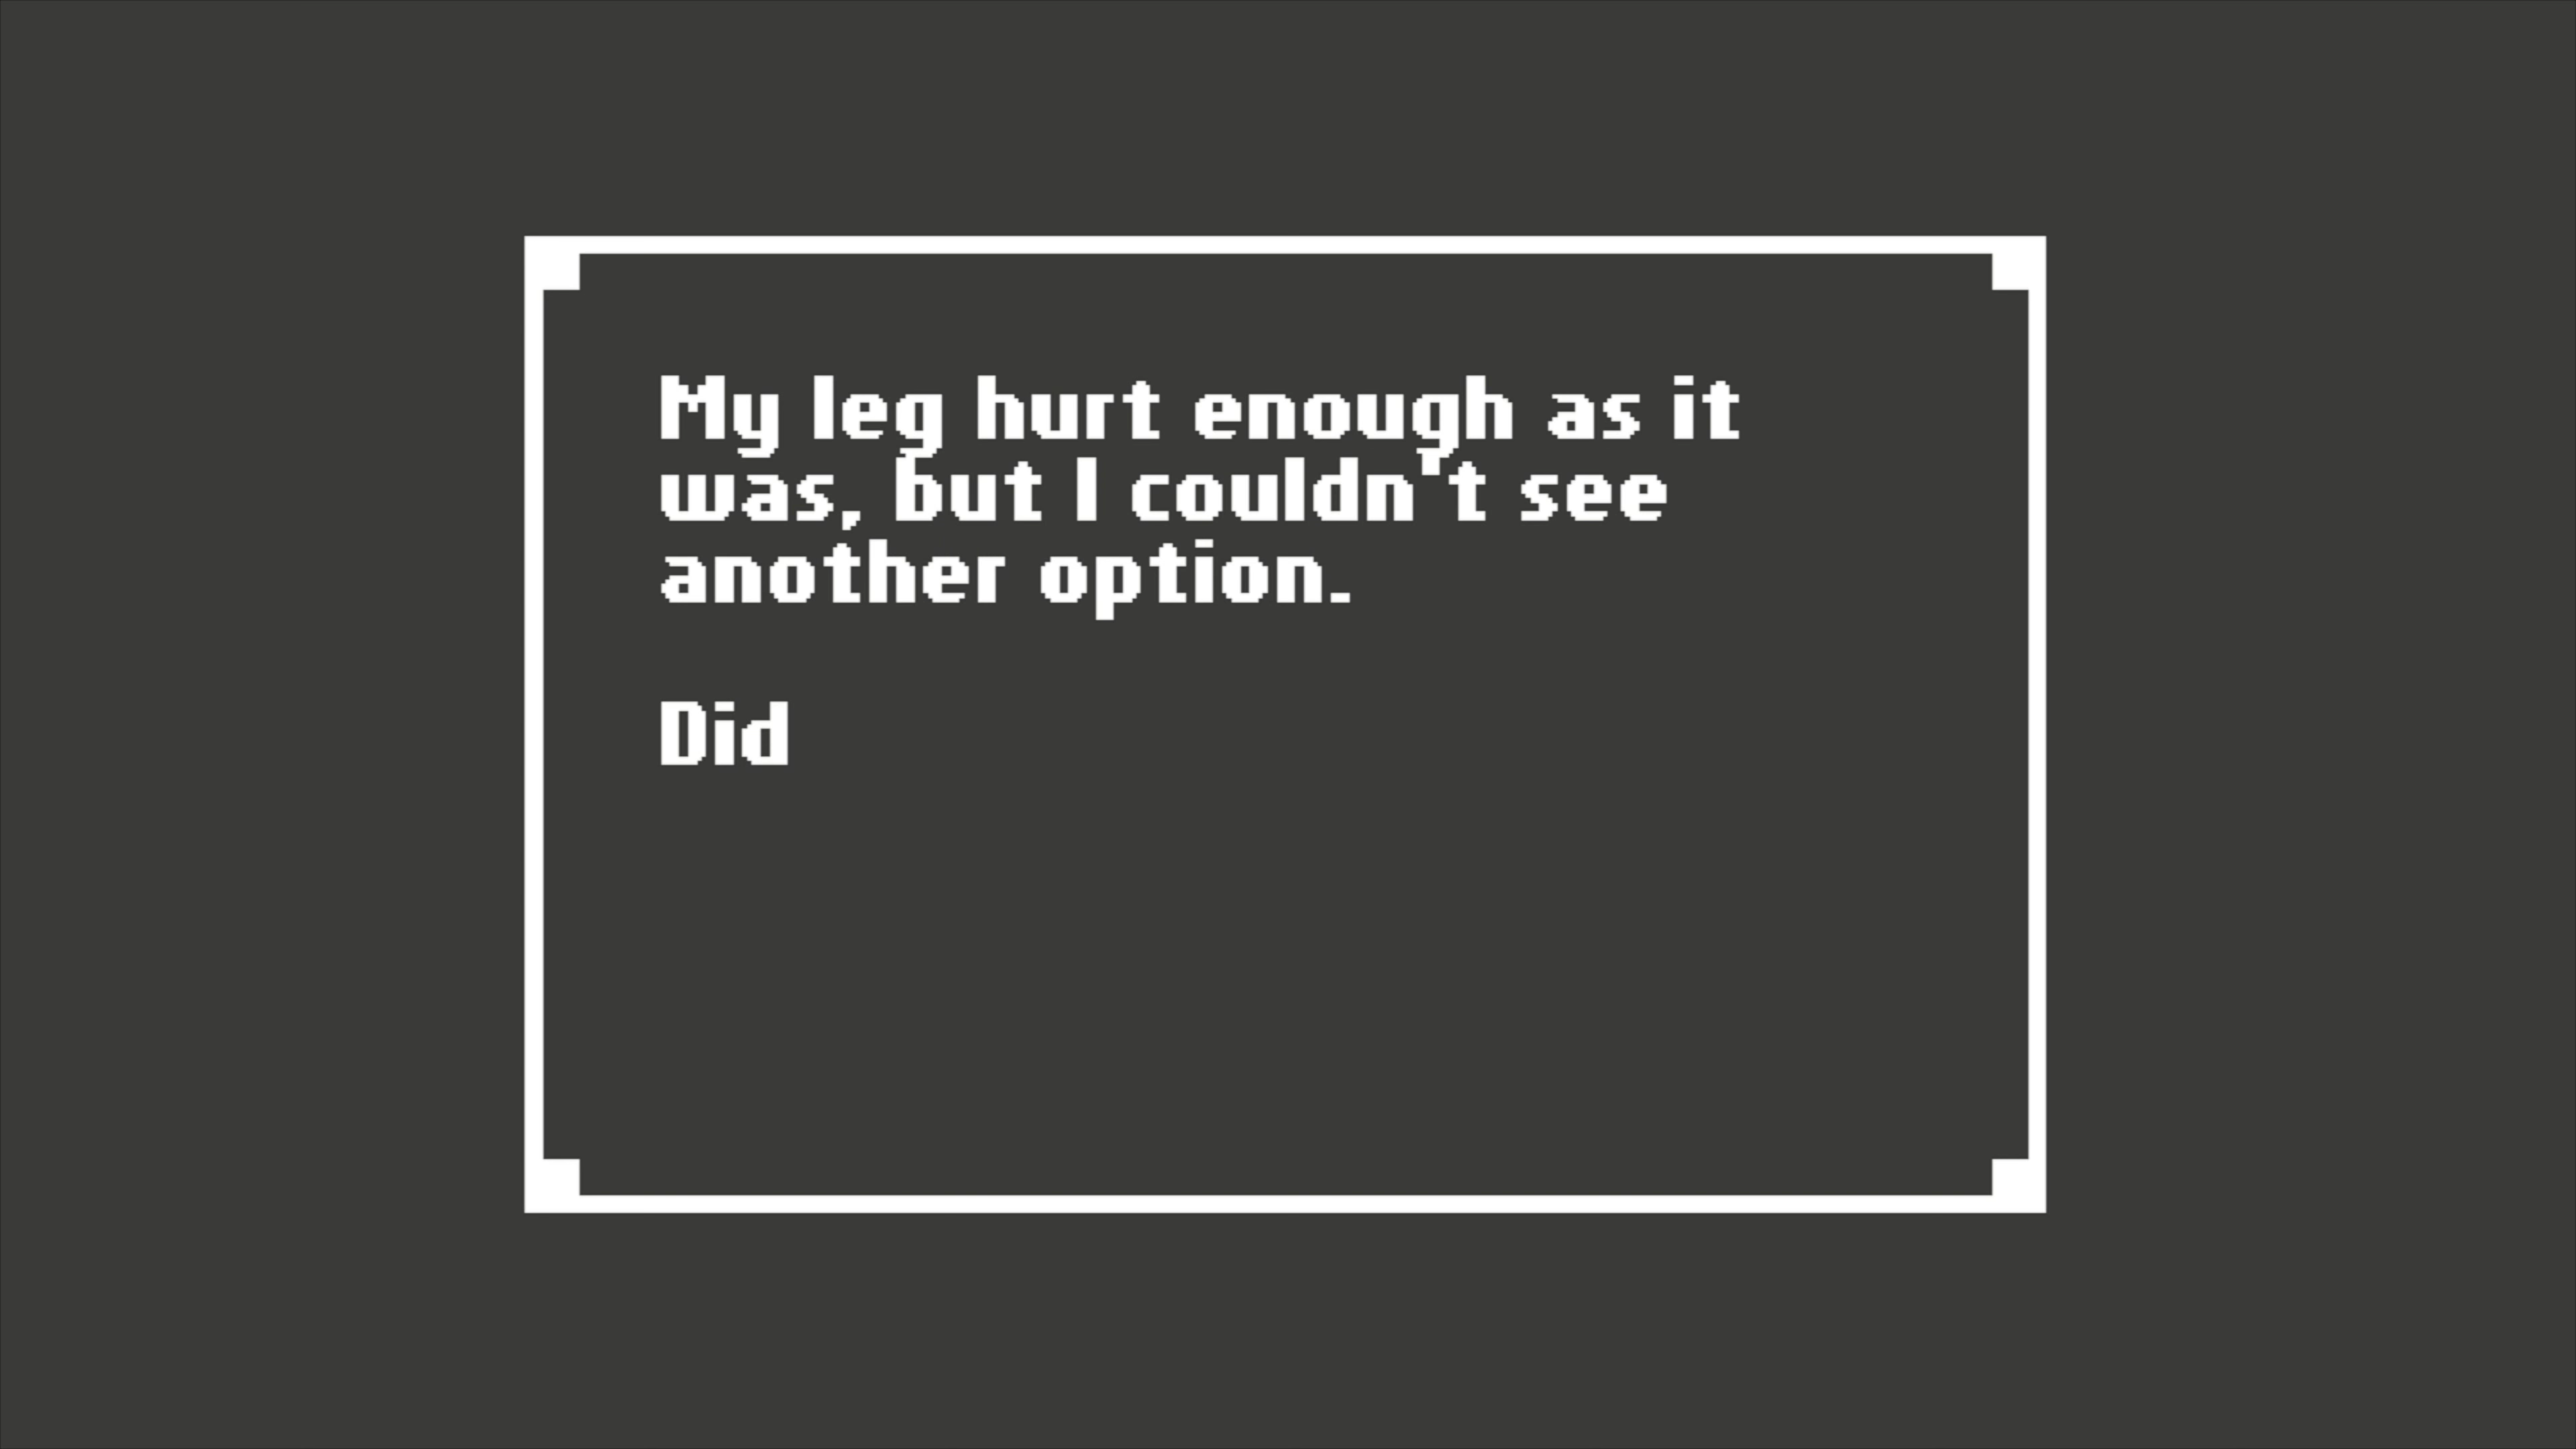 My leg hurt enough as it
was, but I couldn't see
another option.
Did